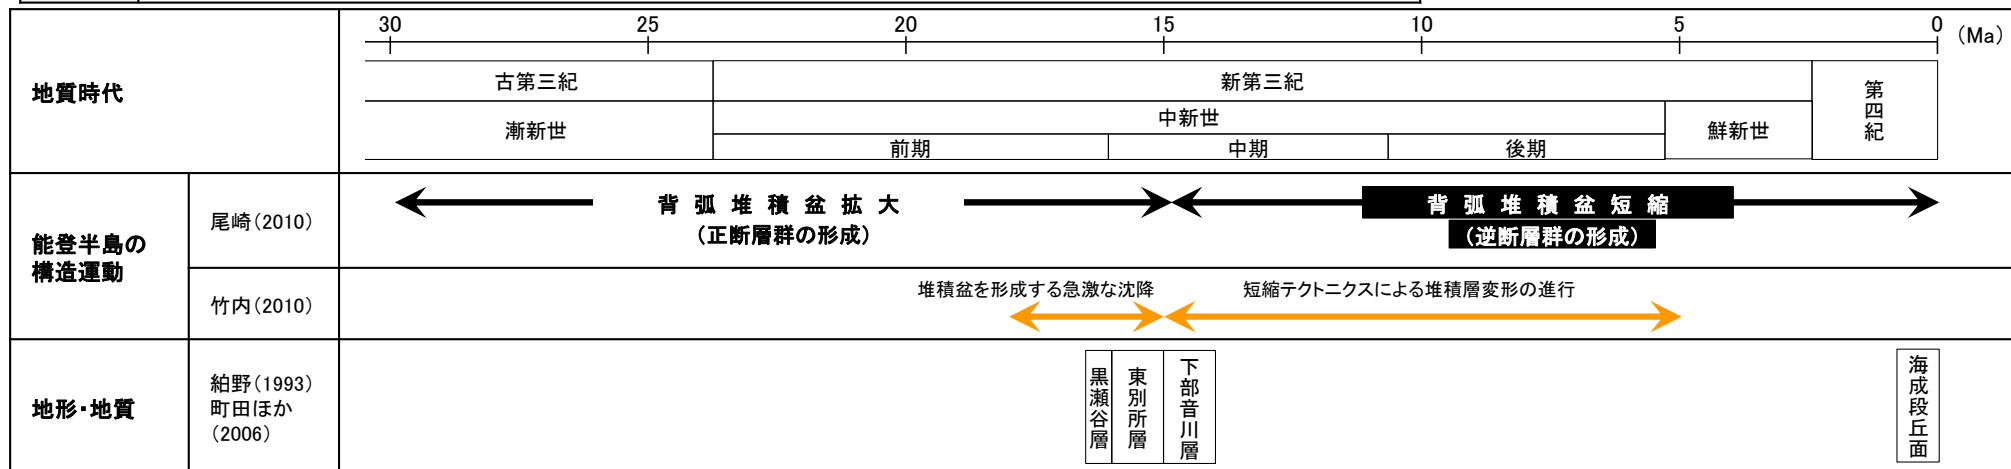 30 25 20 15 10 5 0 (Ma)
地質時代
古第三紀 新第三紀
第四紀
漸新世 中新世 鮮新世
前期 中期 後期
能登半島の
構造運動
尾崎(2010)
背弧堆積盆拡大
(正断層群の形成)
背弧堆積盆短縮
(逆断層群の形成)
竹内(2010)
堆積盆を形成する急激な沈降
短縮テクトニクスによる堆積層変形の進行
地形・地質
絈野(1993)
町田ほか
(2006)
黒瀬谷層
東別所層
下部音川層
海成段丘面